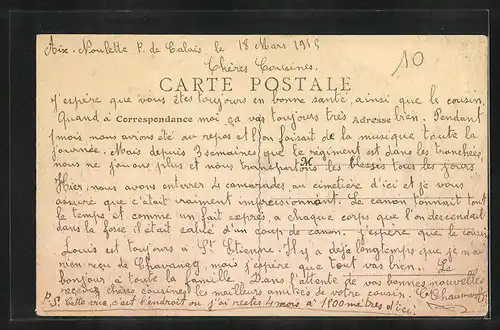 Aix-Noulette P. de Calais, le 18 Mars 1915
10
Chères Cousines.
CARTE POSTALE
J'espère que vous êtes toujours en bonne santé, ainsi que le cousin.
Quand à Correspondance moi ça vas toujours très Adresse bien. Pendant
1 mois nous avions été au repos et l'on faisait de la musique toute la
journée. Mais depuis 3 semaines que le régiment est dans les tranchées,
nous ne jouons plus et nous transportons M les blessés tous les jours.
Hier, nous avons enterrer 4 camarades au cimetière d'ici et je vous
assure que c'était vraiment impressionnant. Le canon tonnait tout
le temps et comme un fait exprès, à chaque corps que l'on descendait
dans la fosse il était salué d'un coup de canon. J'espère que le cousin
Louis est toujours à St Etienne. Il y a déjà longtemps que je n'ai
rien reçu de Chavanay, mais j'espère que tout vas bien. Le
bonjour à toute la famille. Dans l'attente de vos bonnes nouvelles
recevez chères cousines les meilleurs amitiés de votre cousin.
P.S. Cette vue, c'est l'endroit ou j'ai restés 4 mois à 1800 mètres d'ici.